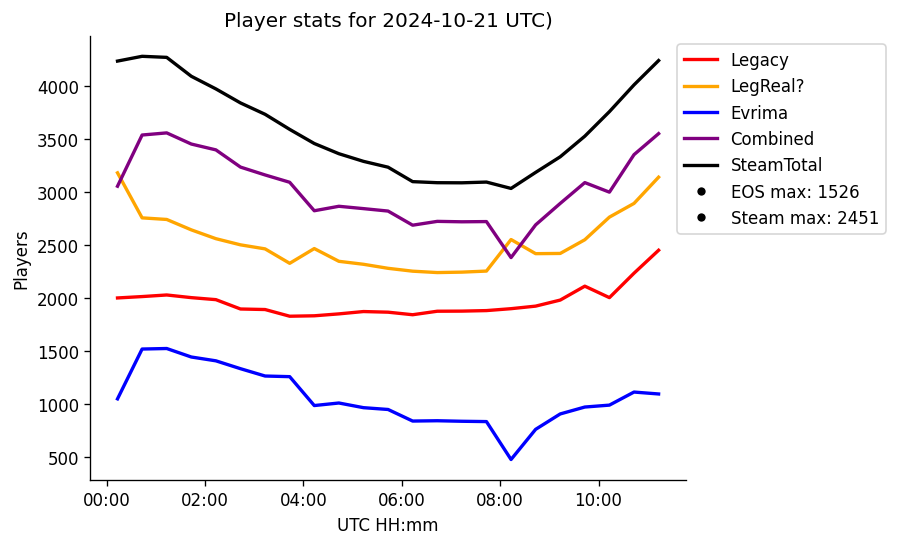 Player stats for 2024-10-21 UTC)
Legacy
LegReal?
Evrima
Combined
SteamTotal
EOS max: 1526
Steam max: 2451
Players
4000
3500
3000
2500
2000
1500
1000
500
00:00 02:00 04:00 06:00 08:00 10:00
UTC HH:mm